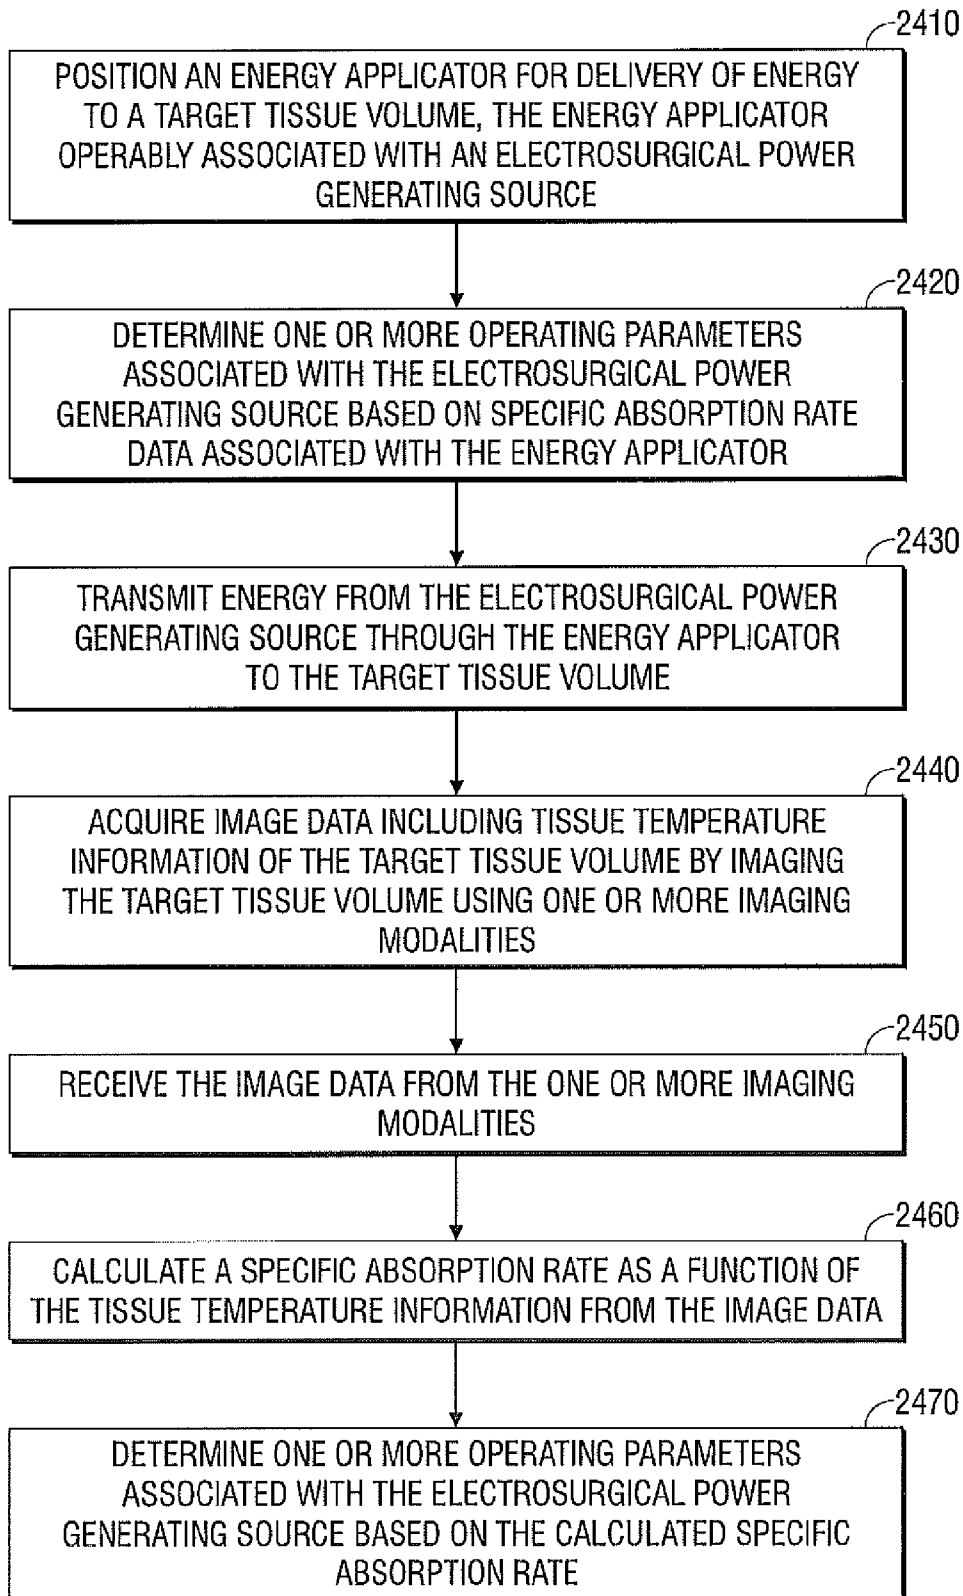 2410
POSITION AN ENERGY APPLICATOR FOR DELIVERY OF ENERGY
TO A TARGET TISSUE VOLUME, THE ENERGY APPLICATOR
OPERABLY ASSOCIATED WITH AN ELECTROSURGICAL POWER
GENERATING SOURCE
2420
DETERMINE ONE OR MORE OPERATING PARAMETERS
ASSOCIATED WITH THE ELECTROSURGICAL POWER
GENERATING SOURCE BASED ON SPECIFIC ABSORPTION RATE
DATA ASSOCIATED WITH THE ENERGY APPLICATOR
2430
TRANSMIT ENERGY FROM THE ELECTROSURGICAL POWER
GENERATING SOURCE THROUGH THE ENERGY APPLICATOR
TO THE TARGET TISSUE VOLUME
2440
ACQUIRE IMAGE DATA INCLUDING TISSUE TEMPERATURE
INFORMATION OF THE TARGET TISSUE VOLUME BY IMAGING
THE TARGET TISSUE VOLUME USING ONE OR MORE IMAGING
MODALITIES
2450
RECEIVE THE IMAGE DATA FROM THE ONE OR MORE IMAGING
MODALITIES
2460
CALCULATE A SPECIFIC ABSORPTION RATE AS A FUNCTION OF
THE TISSUE TEMPERATURE INFORMATION FROM THE IMAGE DATA
2470
DETERMINE ONE OR MORE OPERATING PARAMETERS
ASSOCIATED WITH THE ELECTROSURGICAL POWER
GENERATING SOURCE BASED ON THE CALCULATED SPECIFIC
ABSORPTION RATE